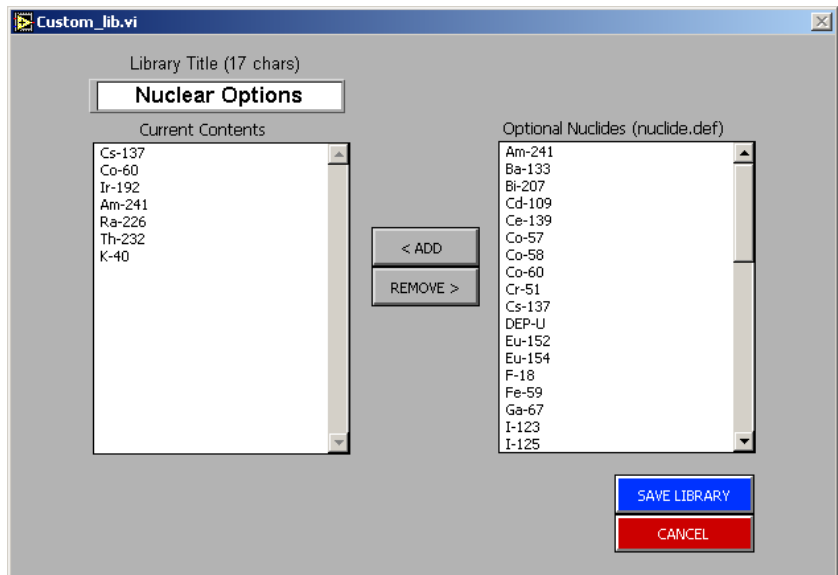 Custom_lib.vi
Library Title (17 chars)
Nuclear Options
Current Contents
Cs-137
Co-60
Ir-192
Am-241
Ra-226
Th-232
K-40
< ADD
REMOVE >
Optional Nuclides (nuclide.def)
Am-241
Ba-133
Bi-207
Cd-109
Ce-139
Co-57
Co-58
Co-60
Cr-51
Cs-137
DEP-U
Eu-152
Eu-154
F-18
Fe-59
Ga-67
I-123
I-125
SAVE LIBRARY
CANCEL